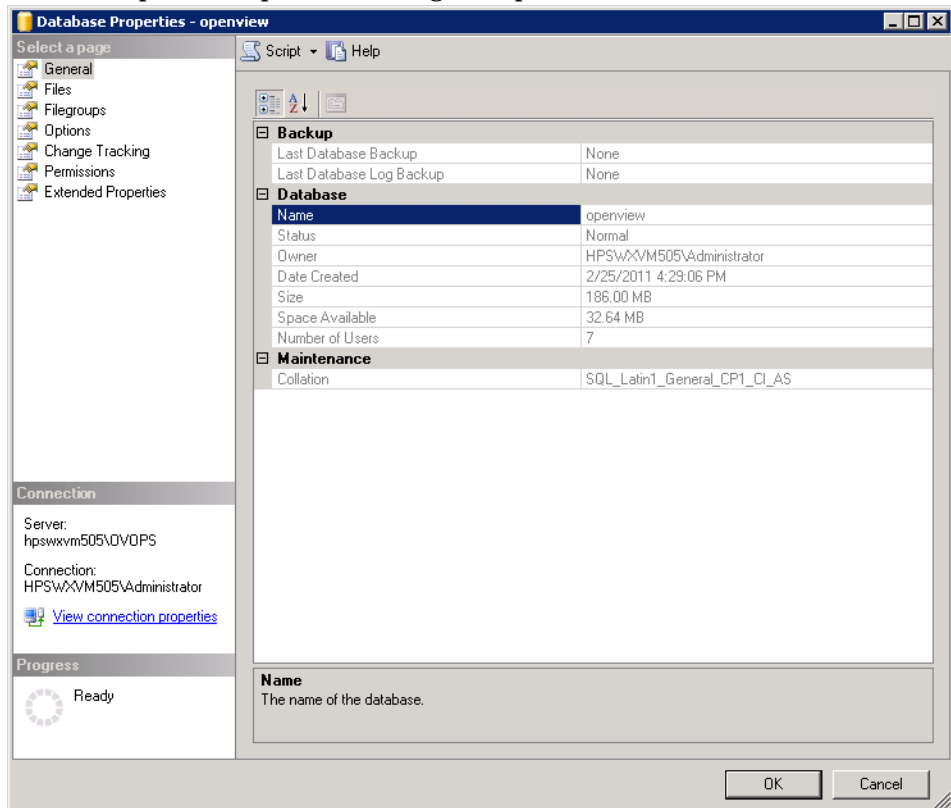 Database Properties - openview
Select a page
General
Files
Filegroups
Options
Change Tracking
Permissions
Extended Properties
Script Help
Backup
Last Database Backup None
Last Database Log Backup None
Database
Name openview
Status Normal
Owner HPSWXVM505\Administrator
Date Created 2/25/2011 4:29:06 PM
Size 186.00 MB
Space Available 32.64 MB
Number of Users 7
Maintenance
Collation SQL_Latin1_General_CP1_CI_AS
Connection
Server:
hpswxvm505\OVOPS
Connection:
HPSWXVM505\Administrator
View connection properties
Progress
Ready
Name
The name of the database.
OK Cancel